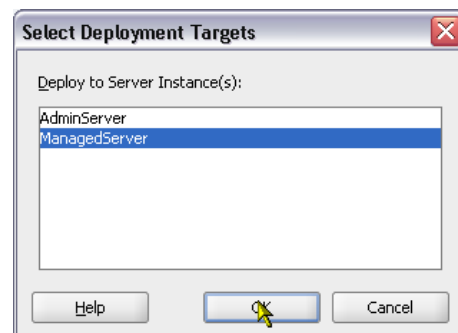 Select Deployment Targets
Deploy to Server Instance(s):
AdminServer
ManagedServer
Help OK Cancel